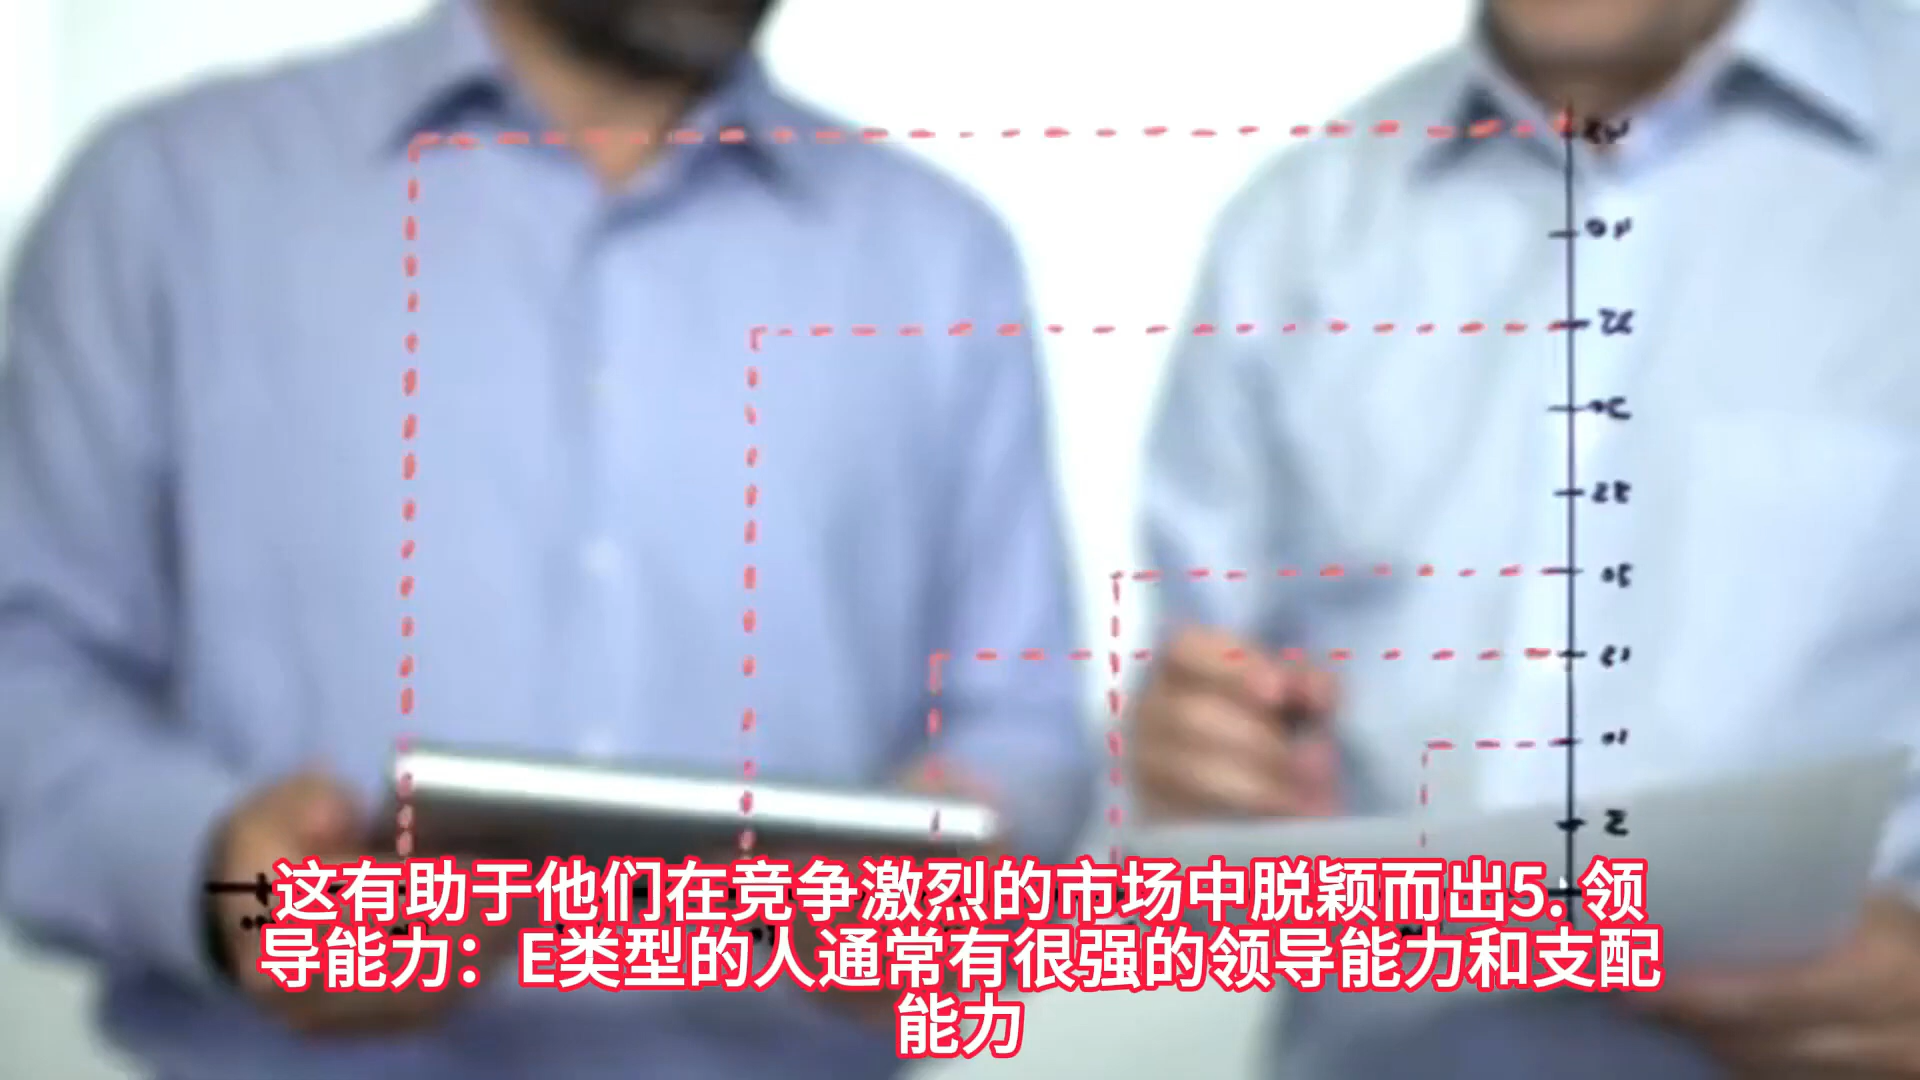 这有助于他们在竞争激烈的市场中脱颖而出5. 领
导能力：E类型的人通常有很强的领导能力和支配
能力